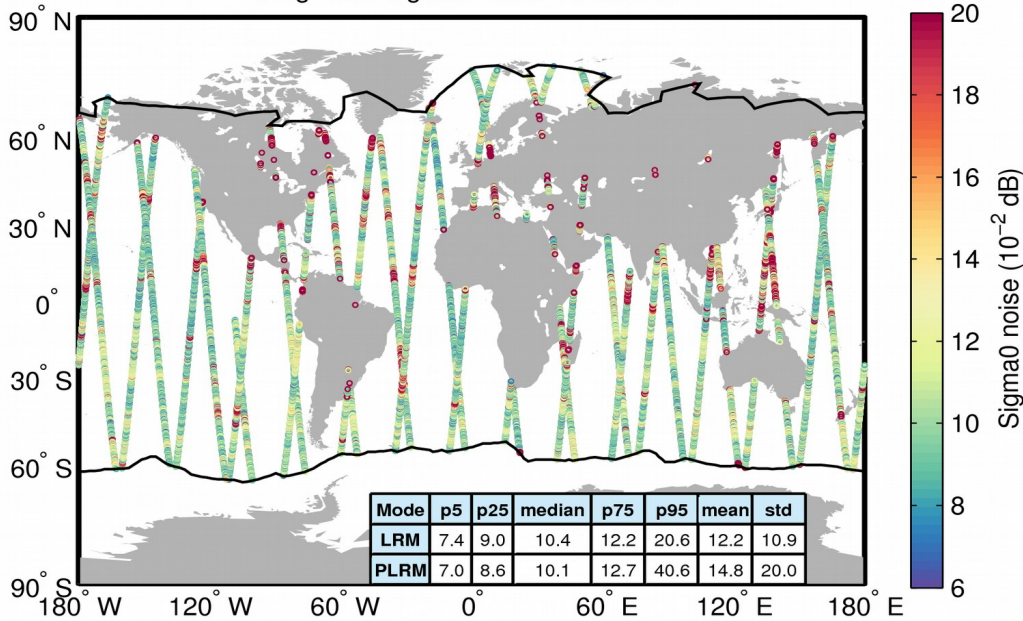 90° N
60° N
30° N
0°
30° S
60° S
90° S
180° W 120° W 60° W 0° 60° E 120° E 180° E
Mode p5 p25 median p75 p95 mean std
LRM 7.4 9.0 10.4 12.2 20.6 12.2 10.9
PLRM 7.0 8.6 10.1 12.7 40.6 14.8 20.0
20
18
16
14
12
10
8
6
Sigma0 noise (10⁻² dB)